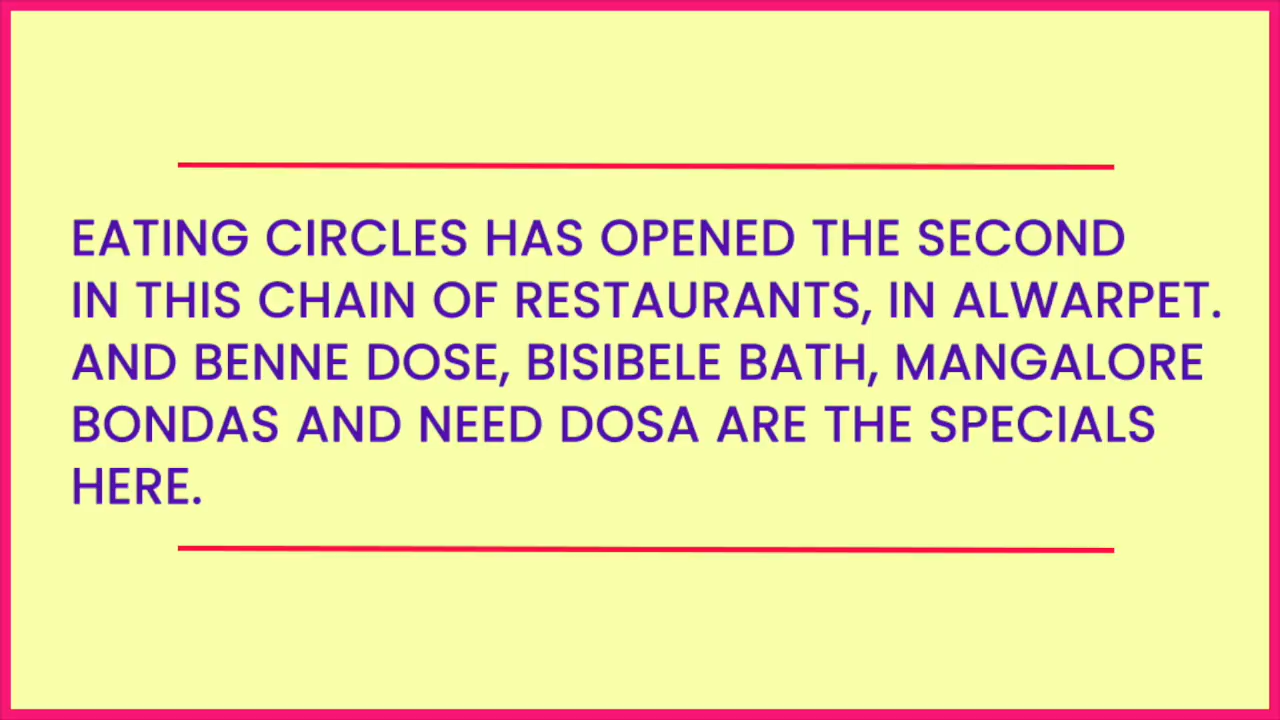 EATING CIRCLES HAS OPENED THE SECOND
IN THIS CHAIN OF RESTAURANTS, IN ALWARPET.
AND BENNE DOSE, BISIBELE BATH, MANGALORE
BONDAS AND NEED DOSA ARE THE SPECIALS
HERE.